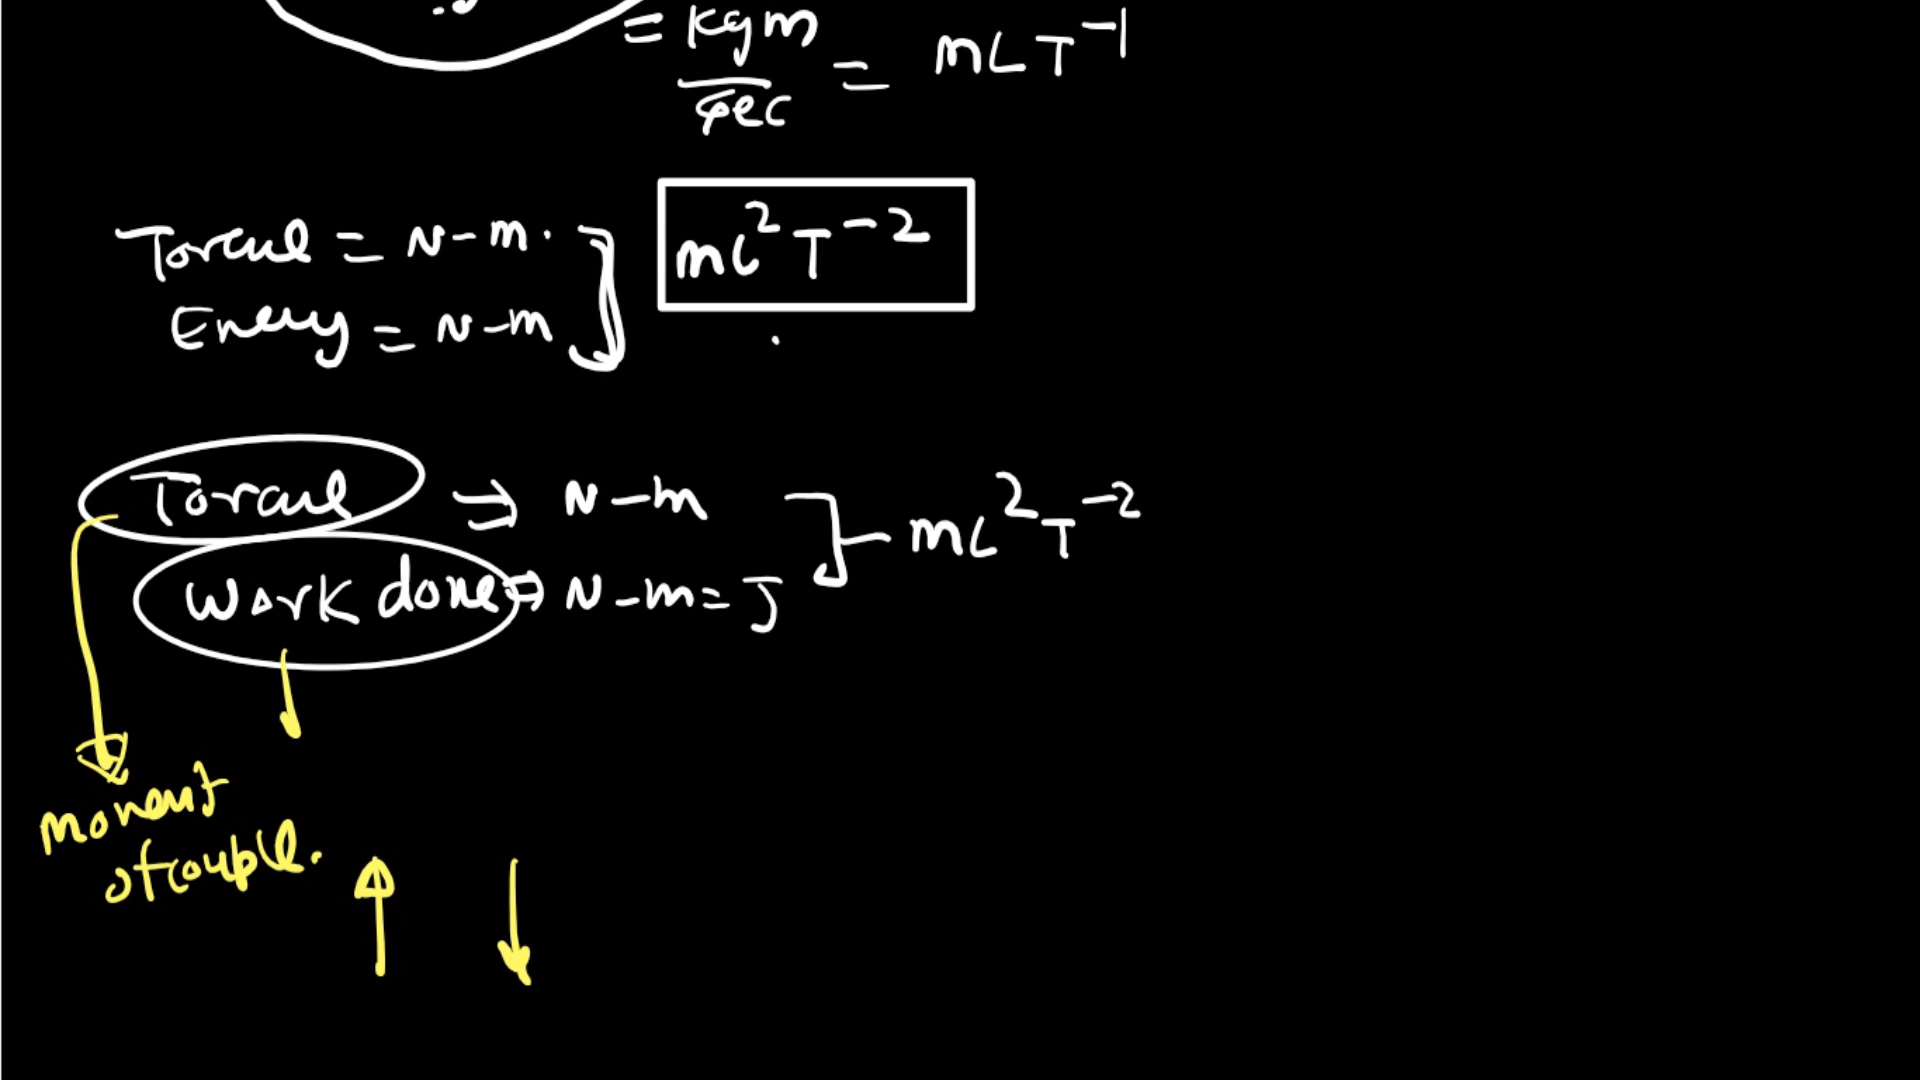 = kgm
sec = MLT⁻¹
Torque = N-m.
ML²T⁻²
Energy = N-m
Torque ⇒ N-m
ML²T⁻²
Work done ⇒ N-m = J
moment
of couple.